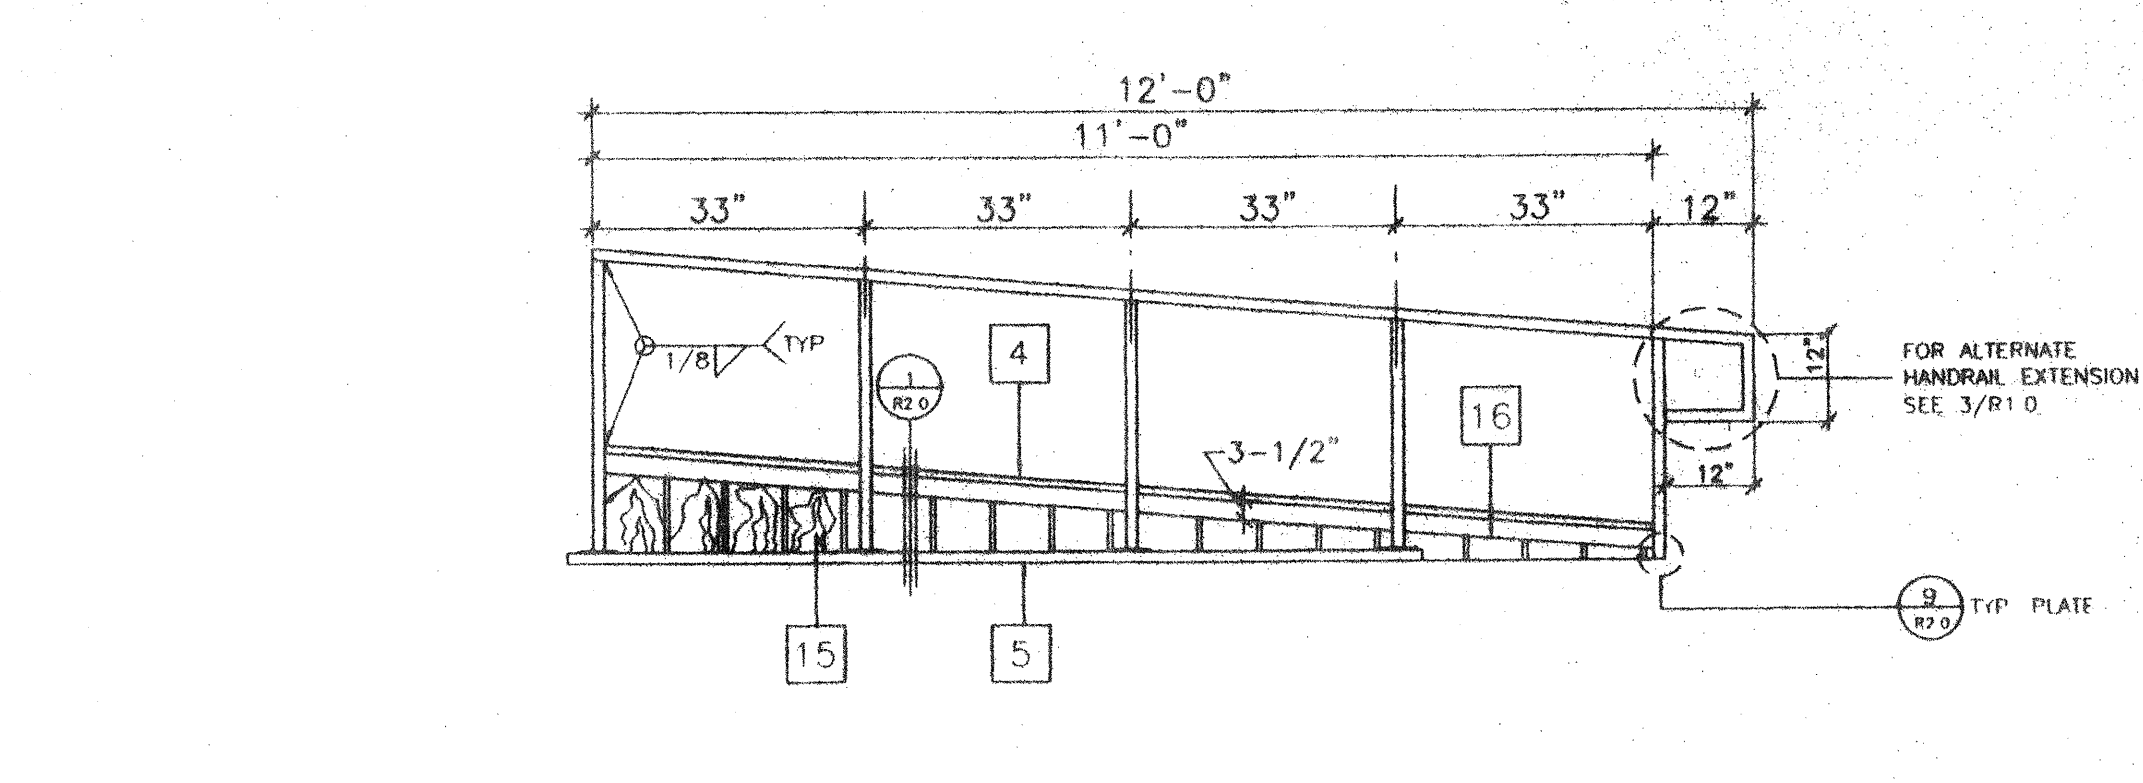 12'-0"
11'-0"
33" 33" 33" 33" 12"
1/8 TYP
1
R2 0
4
16
3-1/2"
12"
FOR ALTERNATE
HANDRAIL EXTENSION
SEE 3/R1 0
12"
15
5
9
R2 0
TYP PLATE